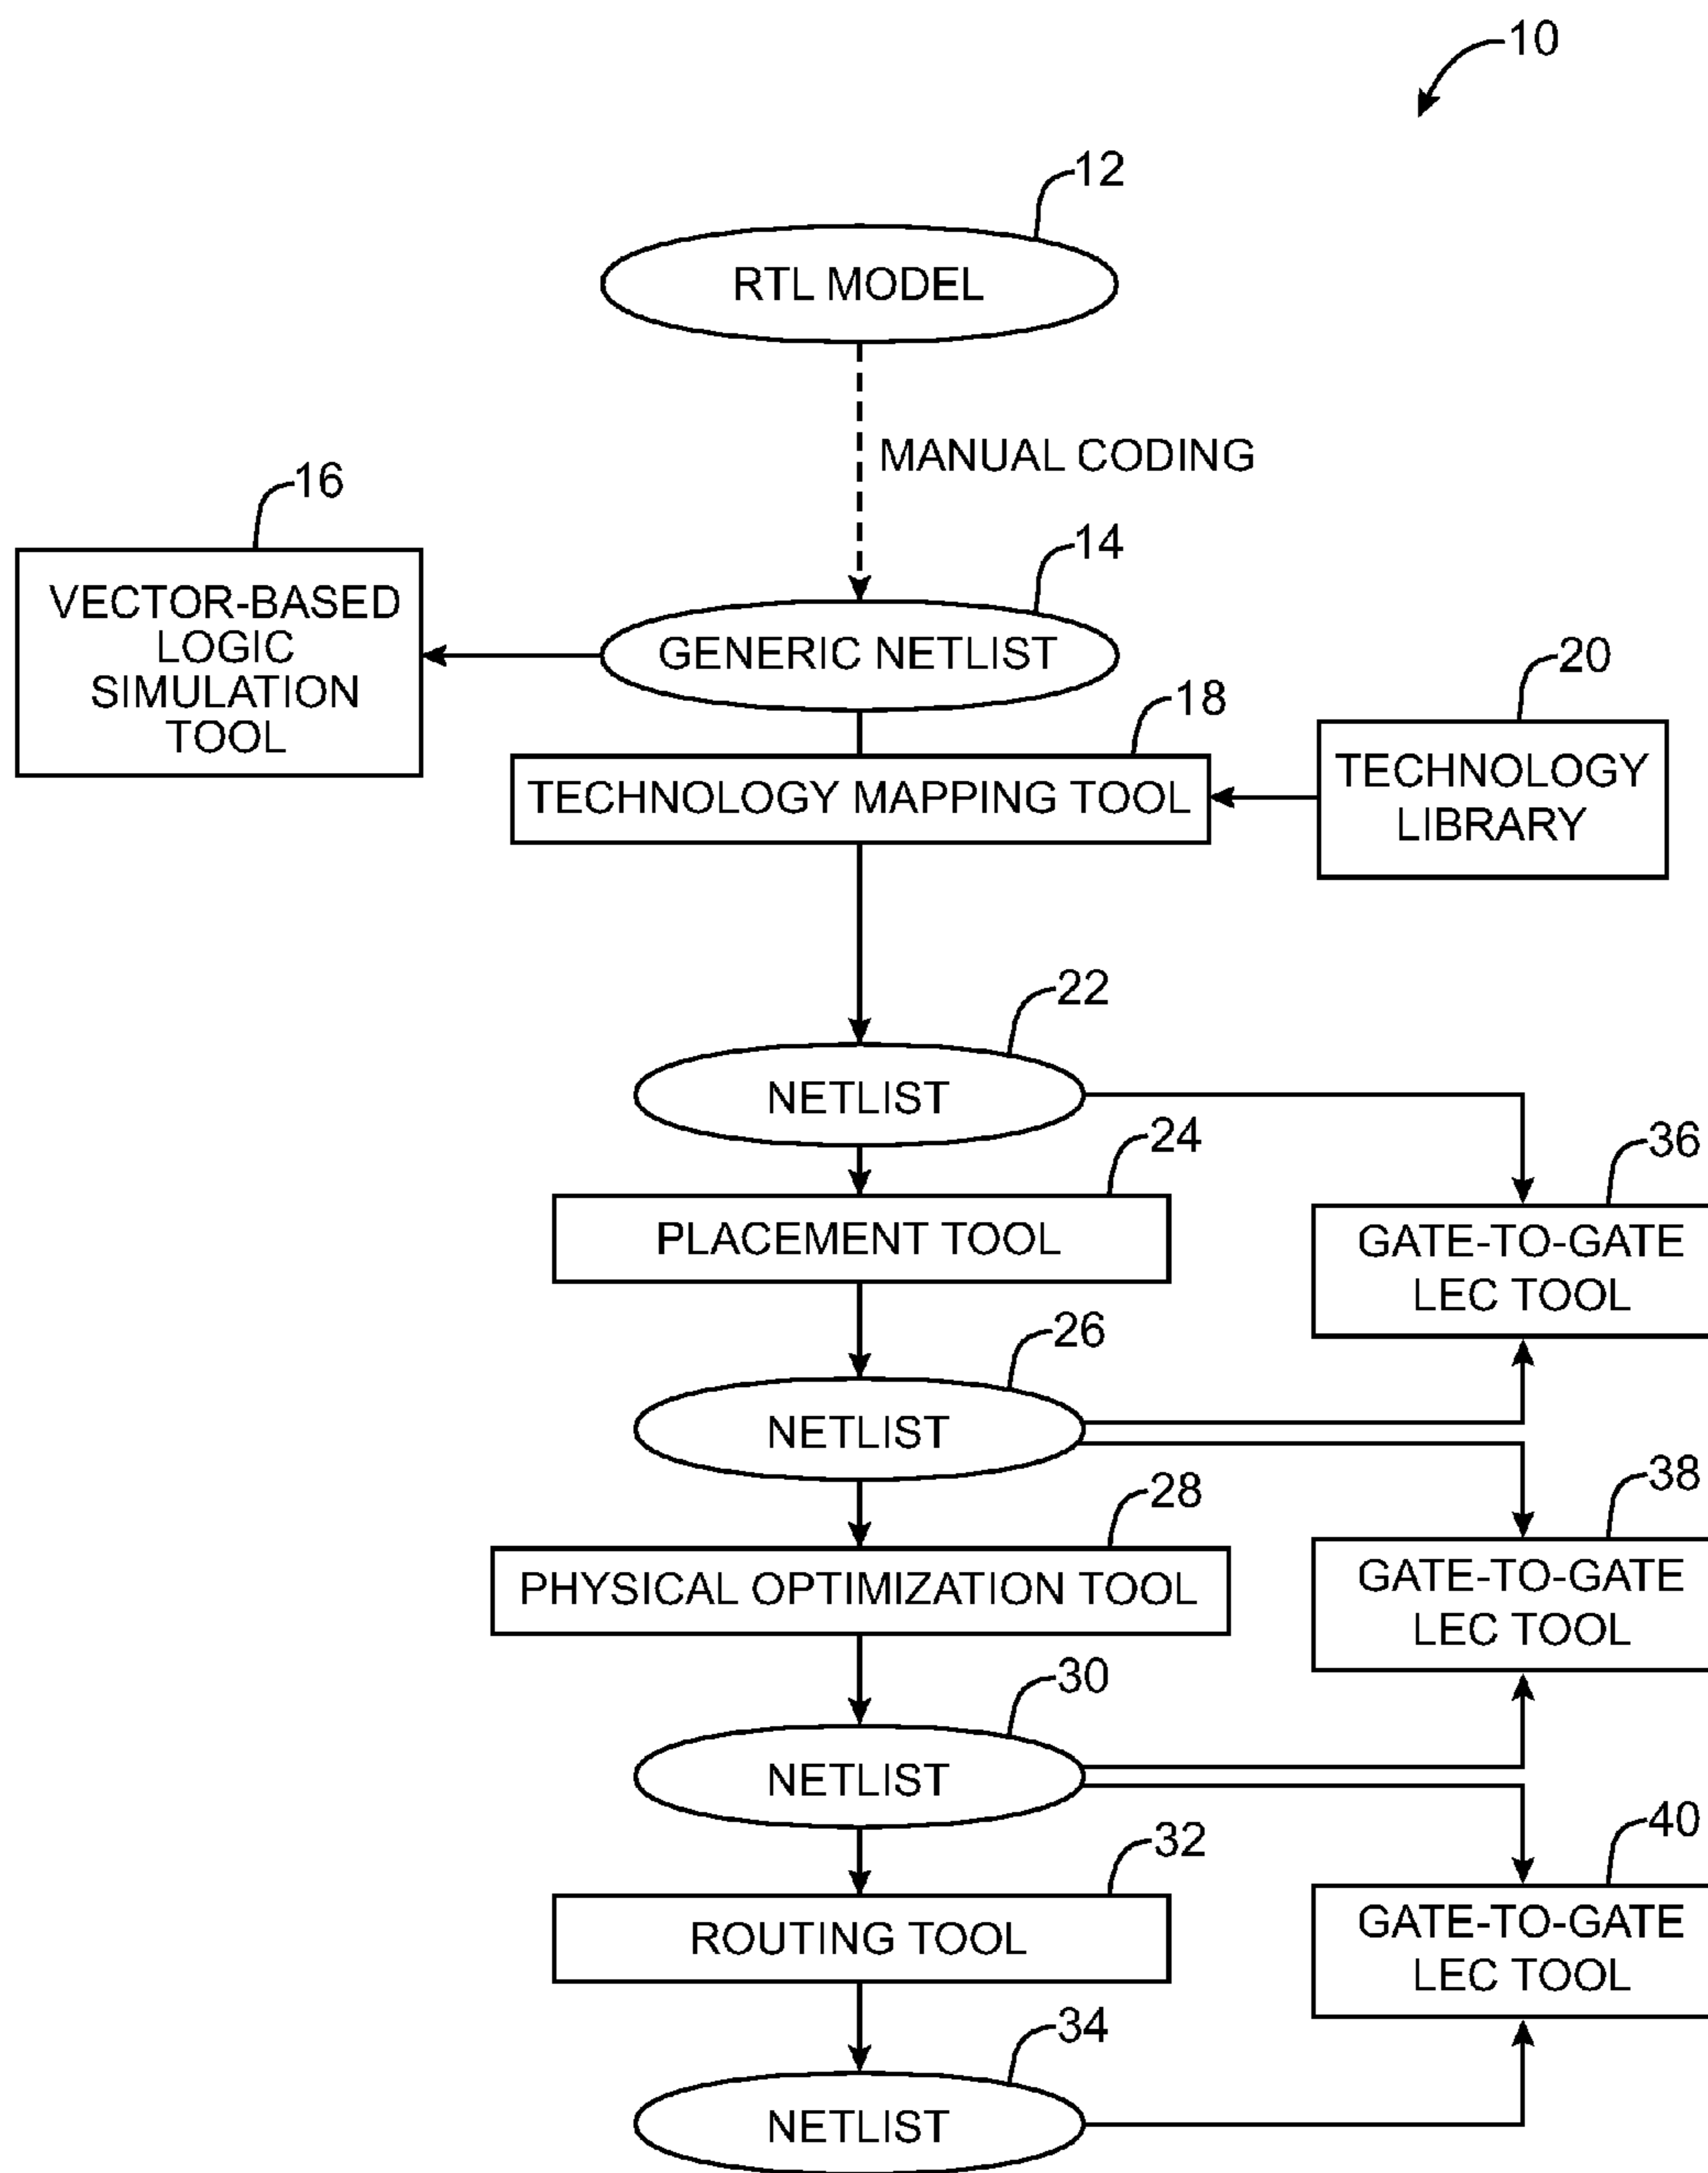 10
12
RTL MODEL
MANUAL CODING
16
14
VECTOR-BASED
LOGIC
SIMULATION
TOOL
GENERIC NETLIST
18
20
TECHNOLOGY MAPPING TOOL
TECHNOLOGY
LIBRARY
22
NETLIST
24
36
PLACEMENT TOOL
GATE-TO-GATE
LEC TOOL
26
NETLIST
28
38
PHYSICAL OPTIMIZATION TOOL
GATE-TO-GATE
LEC TOOL
30
NETLIST
32
40
ROUTING TOOL
GATE-TO-GATE
LEC TOOL
34
NETLIST